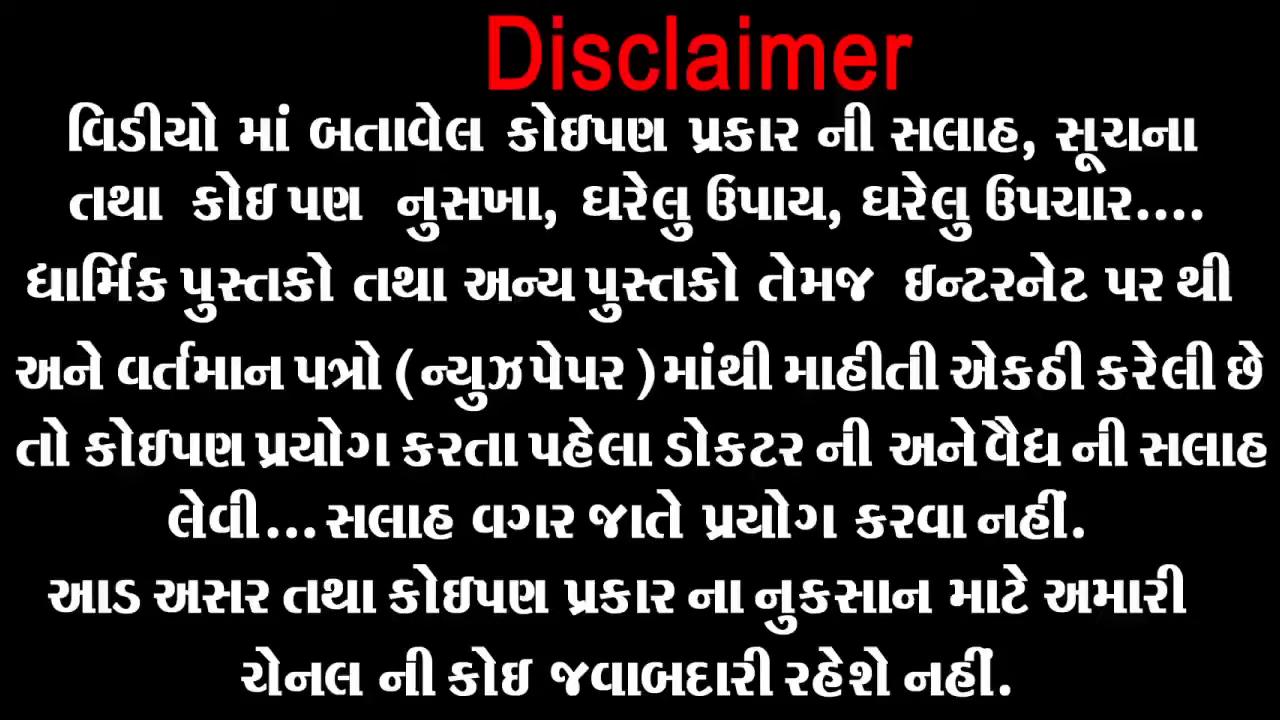 Disclaimer
વિડીયો માં બતાવેલ કોઇપણ પ્રકાર ની સલાહ, સૂચના
તથા કોઇ પણ નુસખા, ઘરેલુ ઉપાય, ઘરેલુ ઉપચાર....
ધાર્મિક પુસ્તકો તથા અન્ય પુસ્તકો તેમજ ઇન્ટરનેટ પર થી
અને વર્તમાન પત્રો ( ન્યુઝપેપર ) માંથી માહીતી એકઠી કરેલી છે
તો કોઇપણ પ્રયોગ કરતા પહેલા ડોકટર ની અને વૈદ્ય ની સલાહ
લેવી... સલાહ વગર જાતે પ્રયોગ કરવા નહીં.
આડ અસર તથા કોઇપણ પ્રકાર ના નુકસાન માટે અમારી
ચેનલ ની કોઇ જવાબદારી રહેશે નહીં.